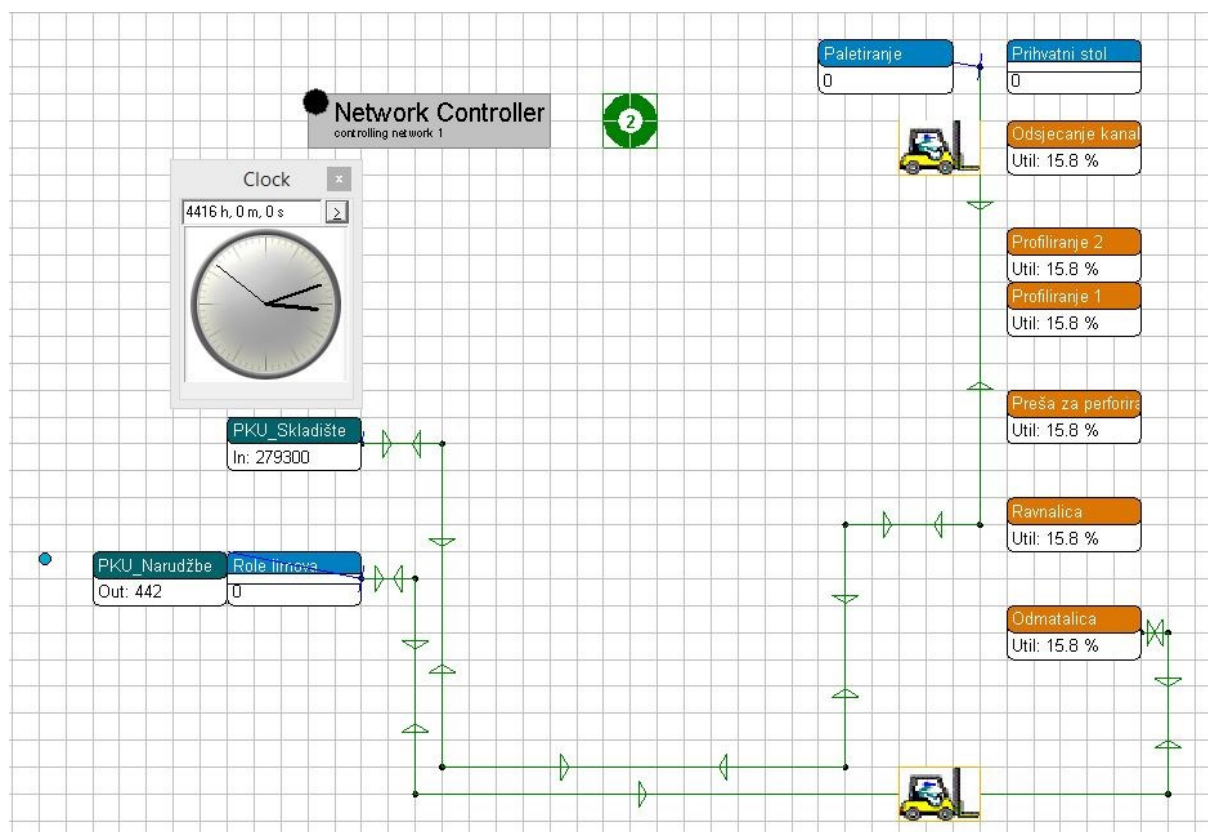 Paletiranje
0
Prihvatni stol
0
Network Controller
controlling network 1
2
Odsjecanje kanal
Util: 15.8 %
Clock
x
4416 h, 0 m, 0 s
>
Profiliranje 2
Util: 15.8 %
Profiliranje 1
Util: 15.8 %
Preša za perforira
Util: 15.8 %
PKU_Skladište
In: 279300
Ravnalica
Util: 15.8 %
PKU_Narudžbe
Out: 442
Role limova
0
Odmatalica
Util: 15.8 %